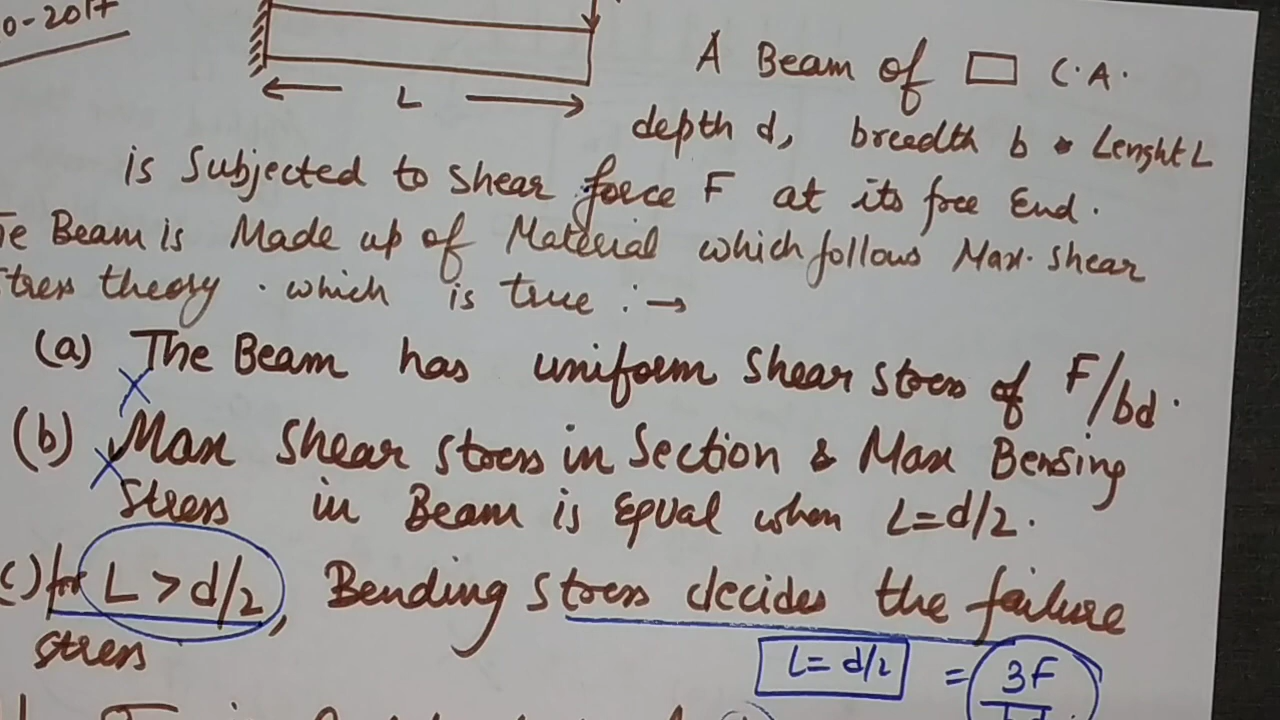 0-2017
L
A Beam of □ C.A.
depth d, breedth b Lenght L
is Subjected to shear force F at its free End.
Beam is Made up of Material which follows Max. shear
stress theory. which is true :→
(a) The Beam has uniform shear stress of F/bd.
(b) Max shear stress in Section & Max Bensing
stress in Beam is Equal when L=d/2.
c) for L > d/2, Bending stress decides the failure
stress
L= d/2 = 3F